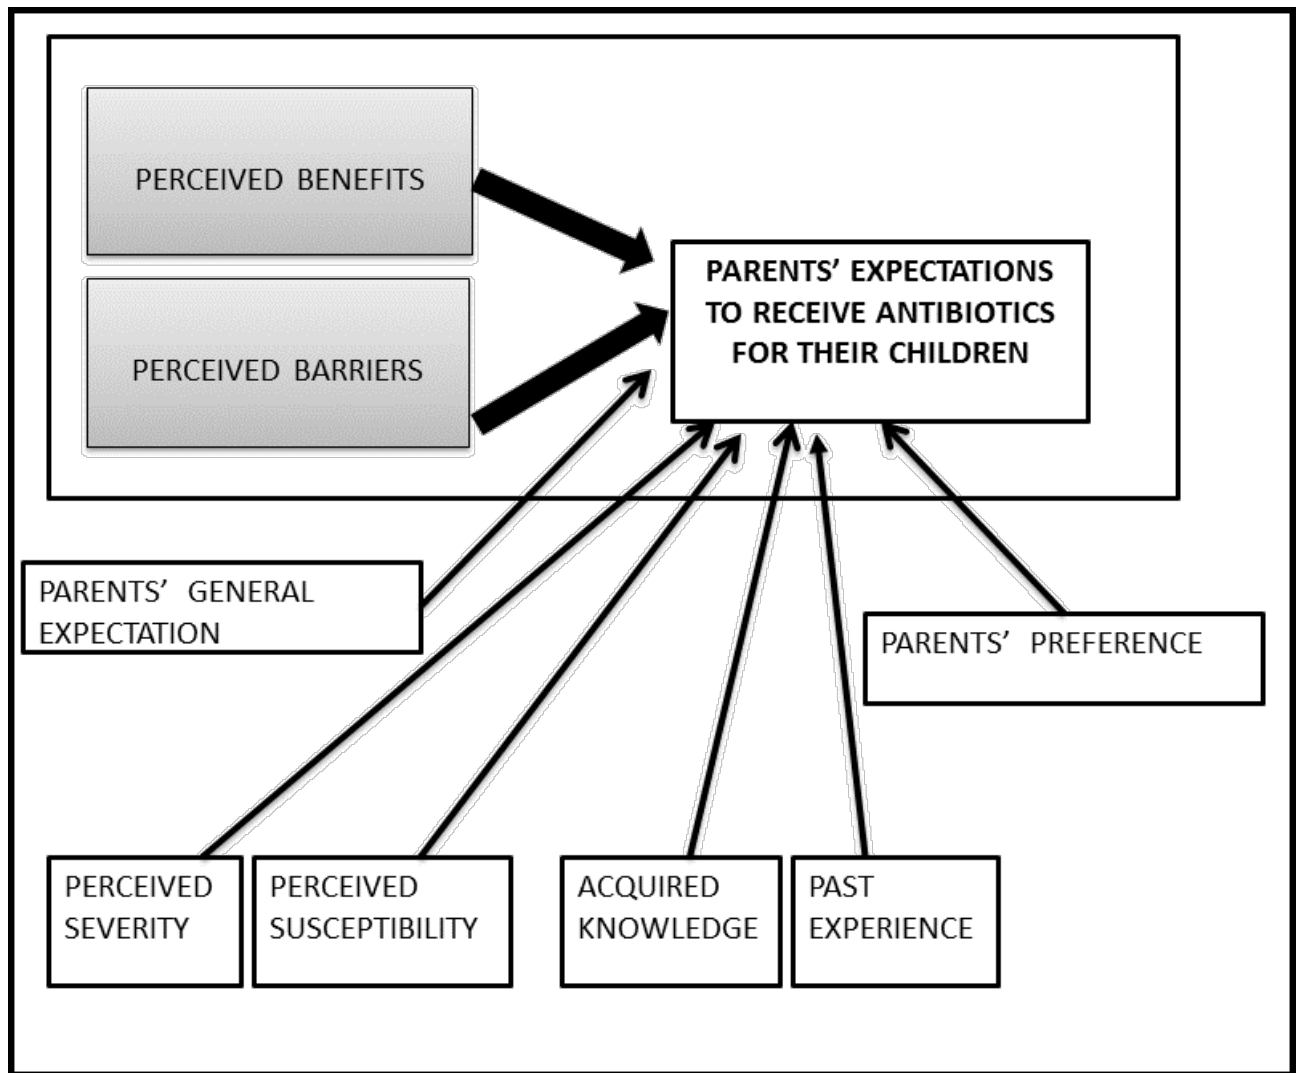 PERCEIVED BENEFITS
PERCEIVED BARRIERS
PARENTS’ EXPECTATIONS
TO RECEIVE ANTIBIOTICS
FOR THEIR CHILDREN
PARENTS’ GENERAL
EXPECTATION
PARENTS’ PREFERENCE
PERCEIVED
SEVERITY
PERCEIVED
SUSCEPTIBILITY
ACQUIRED
KNOWLEDGE
PAST
EXPERIENCE